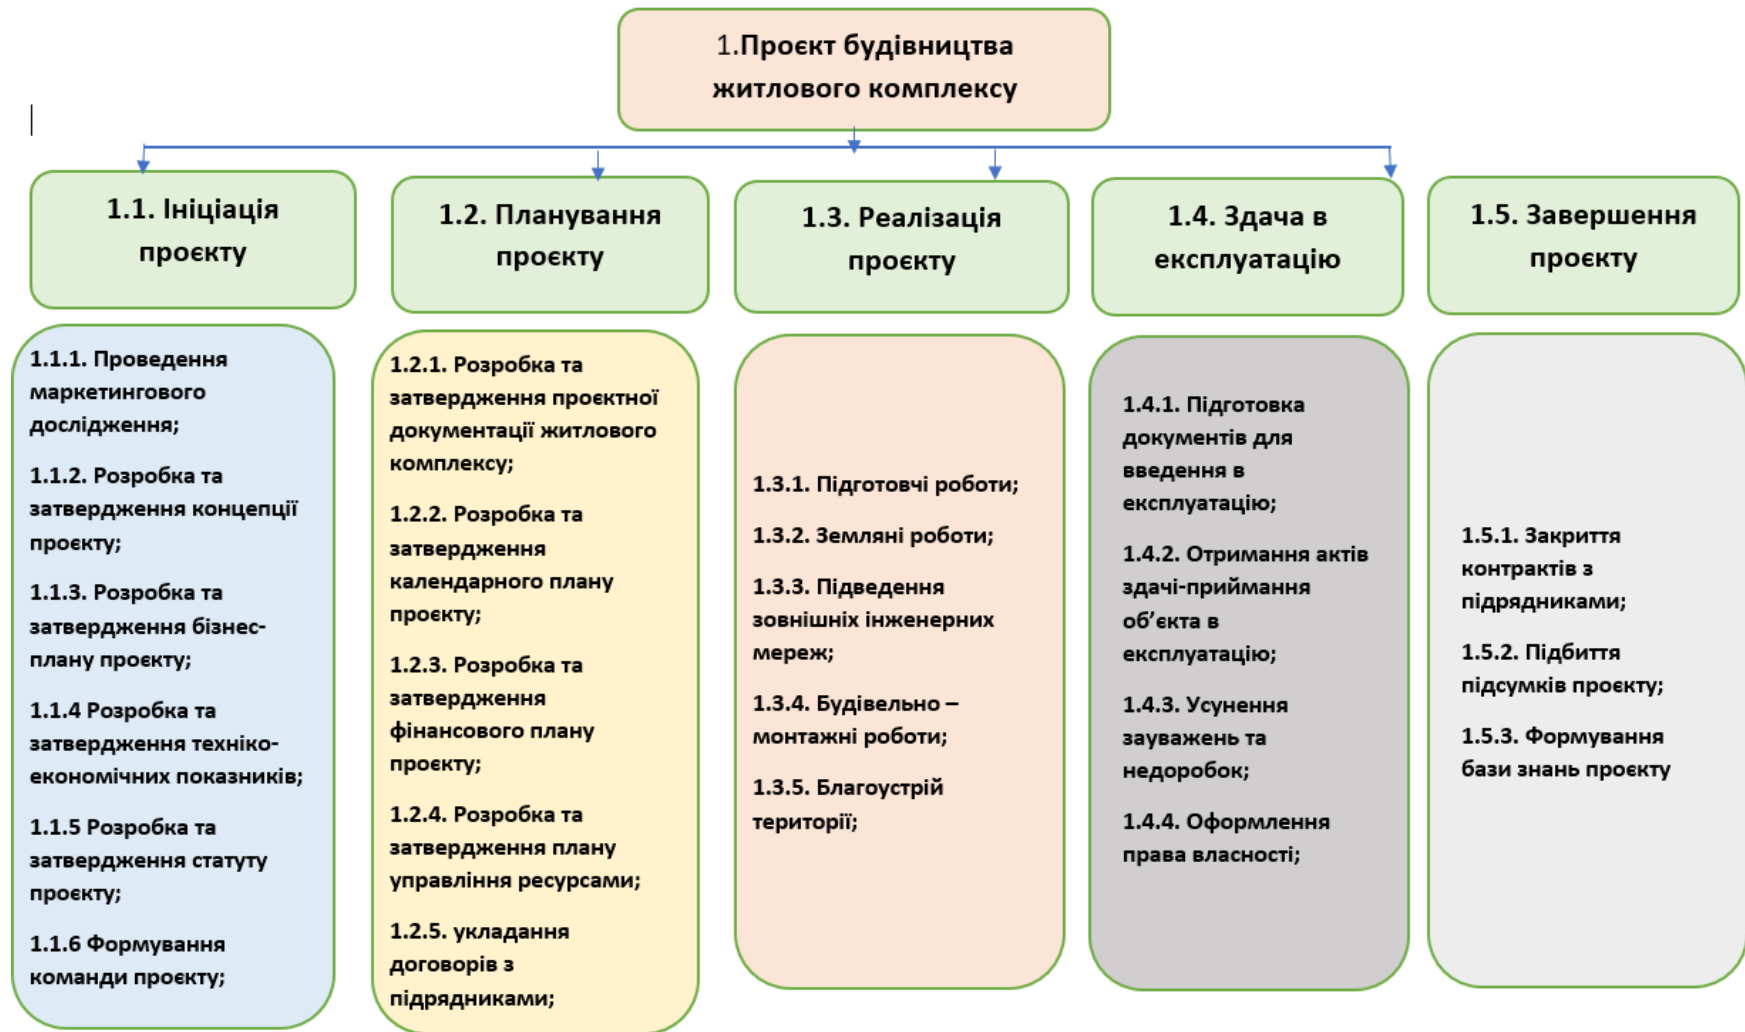 1.Проєкт будівництва
житлового комплексу
1.1. Ініціація
проєкту
1.2. Планування
проєкту
1.3. Реалізація
проєкту
1.4. Здача в
експлуатацію
1.5. Завершення
проєкту
1.1.1. Проведення
маркетингового
дослідження;
1.1.2. Розробка та
затвердження концепції
проєкту;
1.1.3. Розробка та
затвердження бізнес-
плану проєкту;
1.1.4 Розробка та
затвердження техніко-
економічних показників;
1.1.5 Розробка та
затвердження статуту
проєкту;
1.1.6 Формування
команди проєкту;
1.2.1. Розробка та
затвердження проєктної
документації житлового
комплексу;
1.2.2. Розробка та
затвердження
календарного плану
проєкту;
1.2.3. Розробка та
затвердження
фінансового плану
проєкту;
1.2.4. Розробка та
затвердження плану
управління ресурсами;
1.2.5. укладання
договорів з
підрядниками;
1.3.1. Підготовчі роботи;
1.3.2. Земляні роботи;
1.3.3. Підведення
зовнішніх інженерних
мереж;
1.3.4. Будівельно –
монтажні роботи;
1.3.5. Благоустрій
території;
1.4.1. Підготовка
документів для
введення в
експлуатацію;
1.4.2. Отримання актів
здачі-приймання
об’єкта в
експлуатацію;
1.4.3. Усунення
зауважень та
недоробок;
1.4.4. Оформлення
права власності;
1.5.1. Закриття
контрактів з
підрядниками;
1.5.2. Підбиття
підсумків проєкту;
1.5.3. Формування
бази знань проєкту